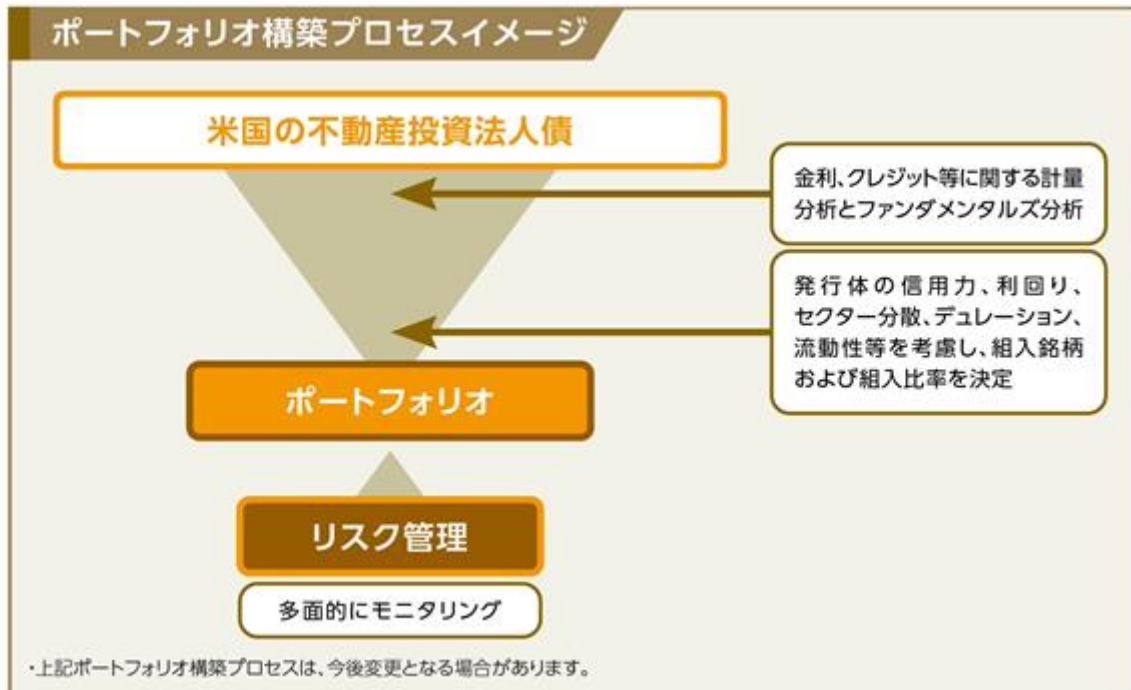 ポートフォリオ構築プロセスイメージ
米国の不動産投資法人債
金利、クレジット等に関する計量
分析とファンダメンタルズ分析
発行体の信用力、利回り、
セクター分散、デュレーション、
流動性等を考慮し、組入銘柄
および組入比率を決定
ポートフォリオ
リスク管理
多面的にモニタリング
・上記ポートフォリオ構築プロセスは、今後変更となる場合があります。